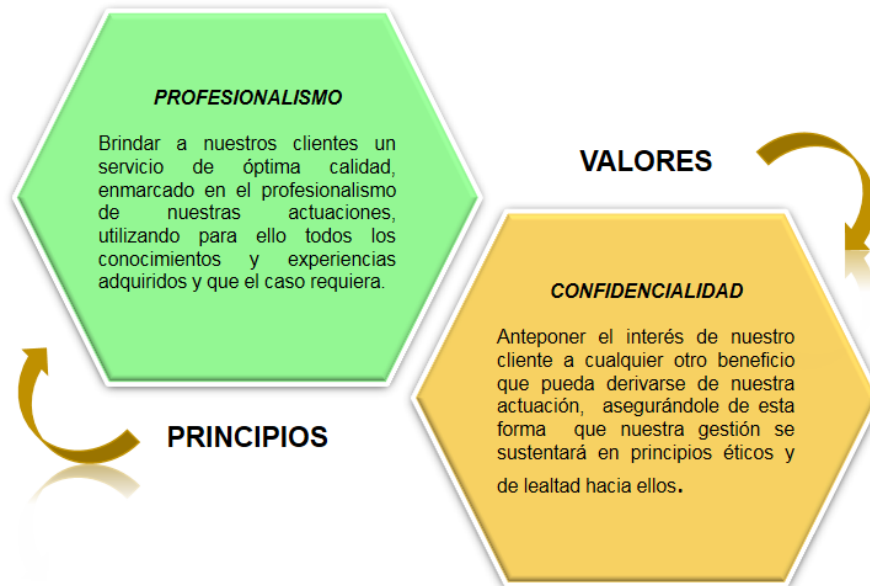 PROFESIONALISMO
Brindar a nuestros clientes un
servicio de óptima calidad,
enmarcado en el profesionalismo
de nuestras actuaciones,
utilizando para ello todos los
conocimientos y experiencias
adquiridos y que el caso requiera.
PRINCIPIOS
VALORES
CONFIDENCIALIDAD
Anteponer el interés de nuestro
cliente a cualquier otro beneficio
que pueda derivarse de nuestra
actuación, asegurándole de esta
forma que nuestra gestión se
sustentará en principios éticos y
de lealtad hacia ellos.